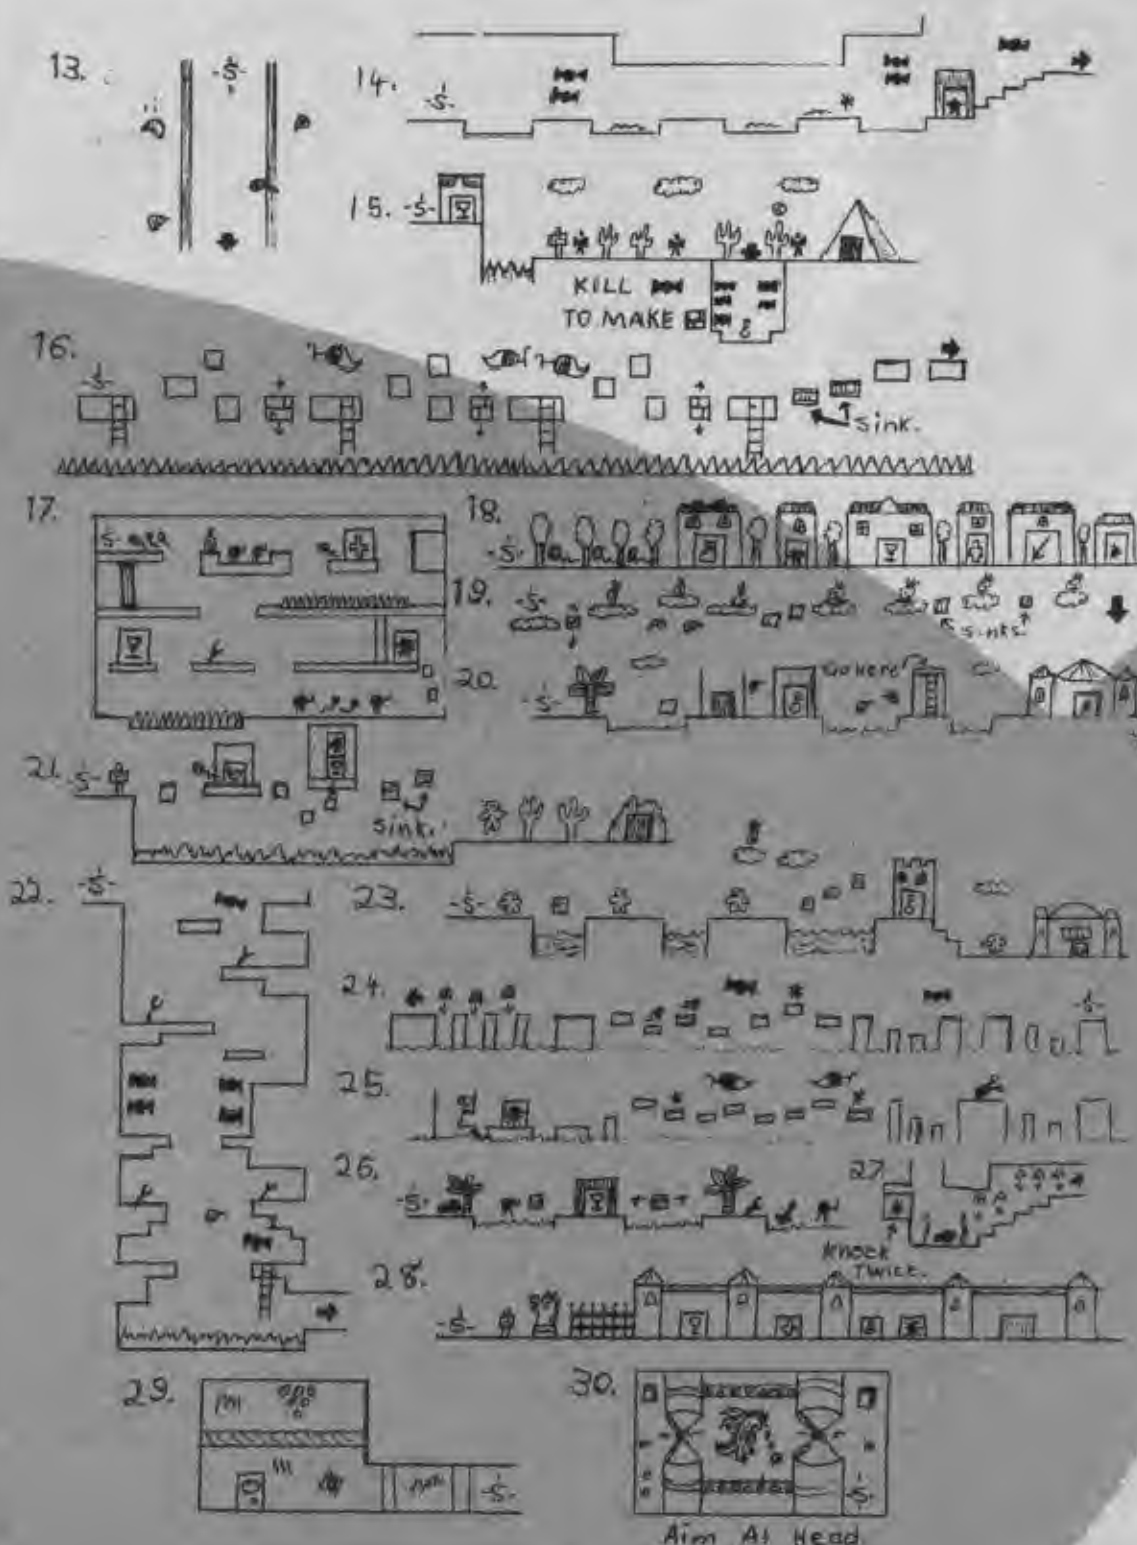 13.
-S-
14.
-S-
15. -S-
KILL
TO MAKE
16.
-S-
Sink.
17.
-S-
18.
-S-
19.
-S-
Sinks
20.
-S-
Go Here
21. -S-
Sink.
22. -S-
23. -S-
24.
-S-
25.
26.
-S-
27.
Knock
Twice.
28.
-S-
29.
-S-
30.
-S-
Aim At Head.